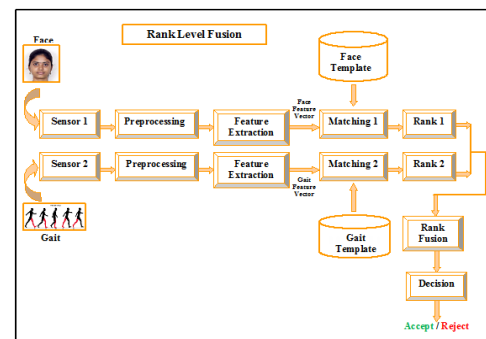 Face
Rank Level Fusion
Face
Template
Face
Feature
Vector
Sensor 1
Preprocessing
Feature
Extraction
Matching 1
Rank 1
Sensor 2
Preprocessing
Feature
Extraction
Matching 2
Rank 2
Gait
Feature
Vector
Gait
Gait
Template
Rank
Fusion
Decision
Accept / Reject